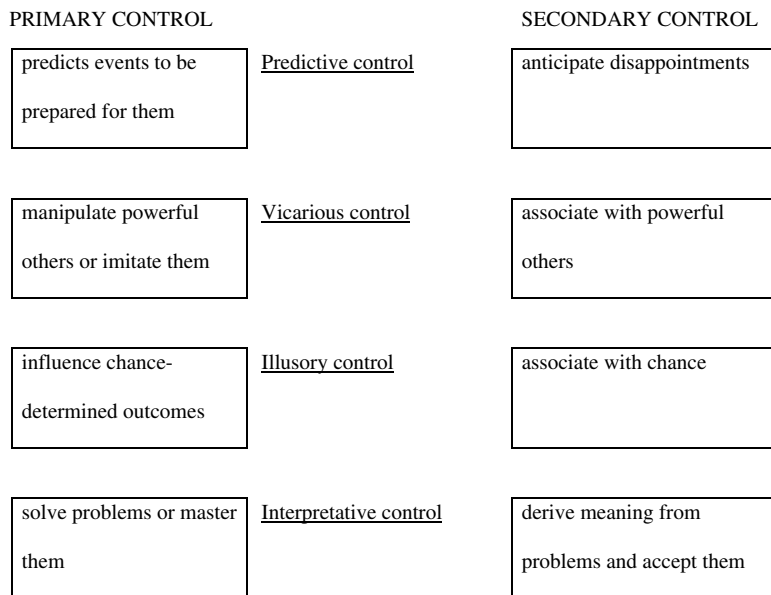 PRIMARY CONTROL SECONDARY CONTROL
predicts events to be Predictive control anticipate disappointments
prepared for them
manipulate powerful Vicarious control associate with powerful
others or imitate them others
influence chance- Illusory control associate with chance
determined outcomes
solve problems or master Interpretative control derive meaning from
them problems and accept them